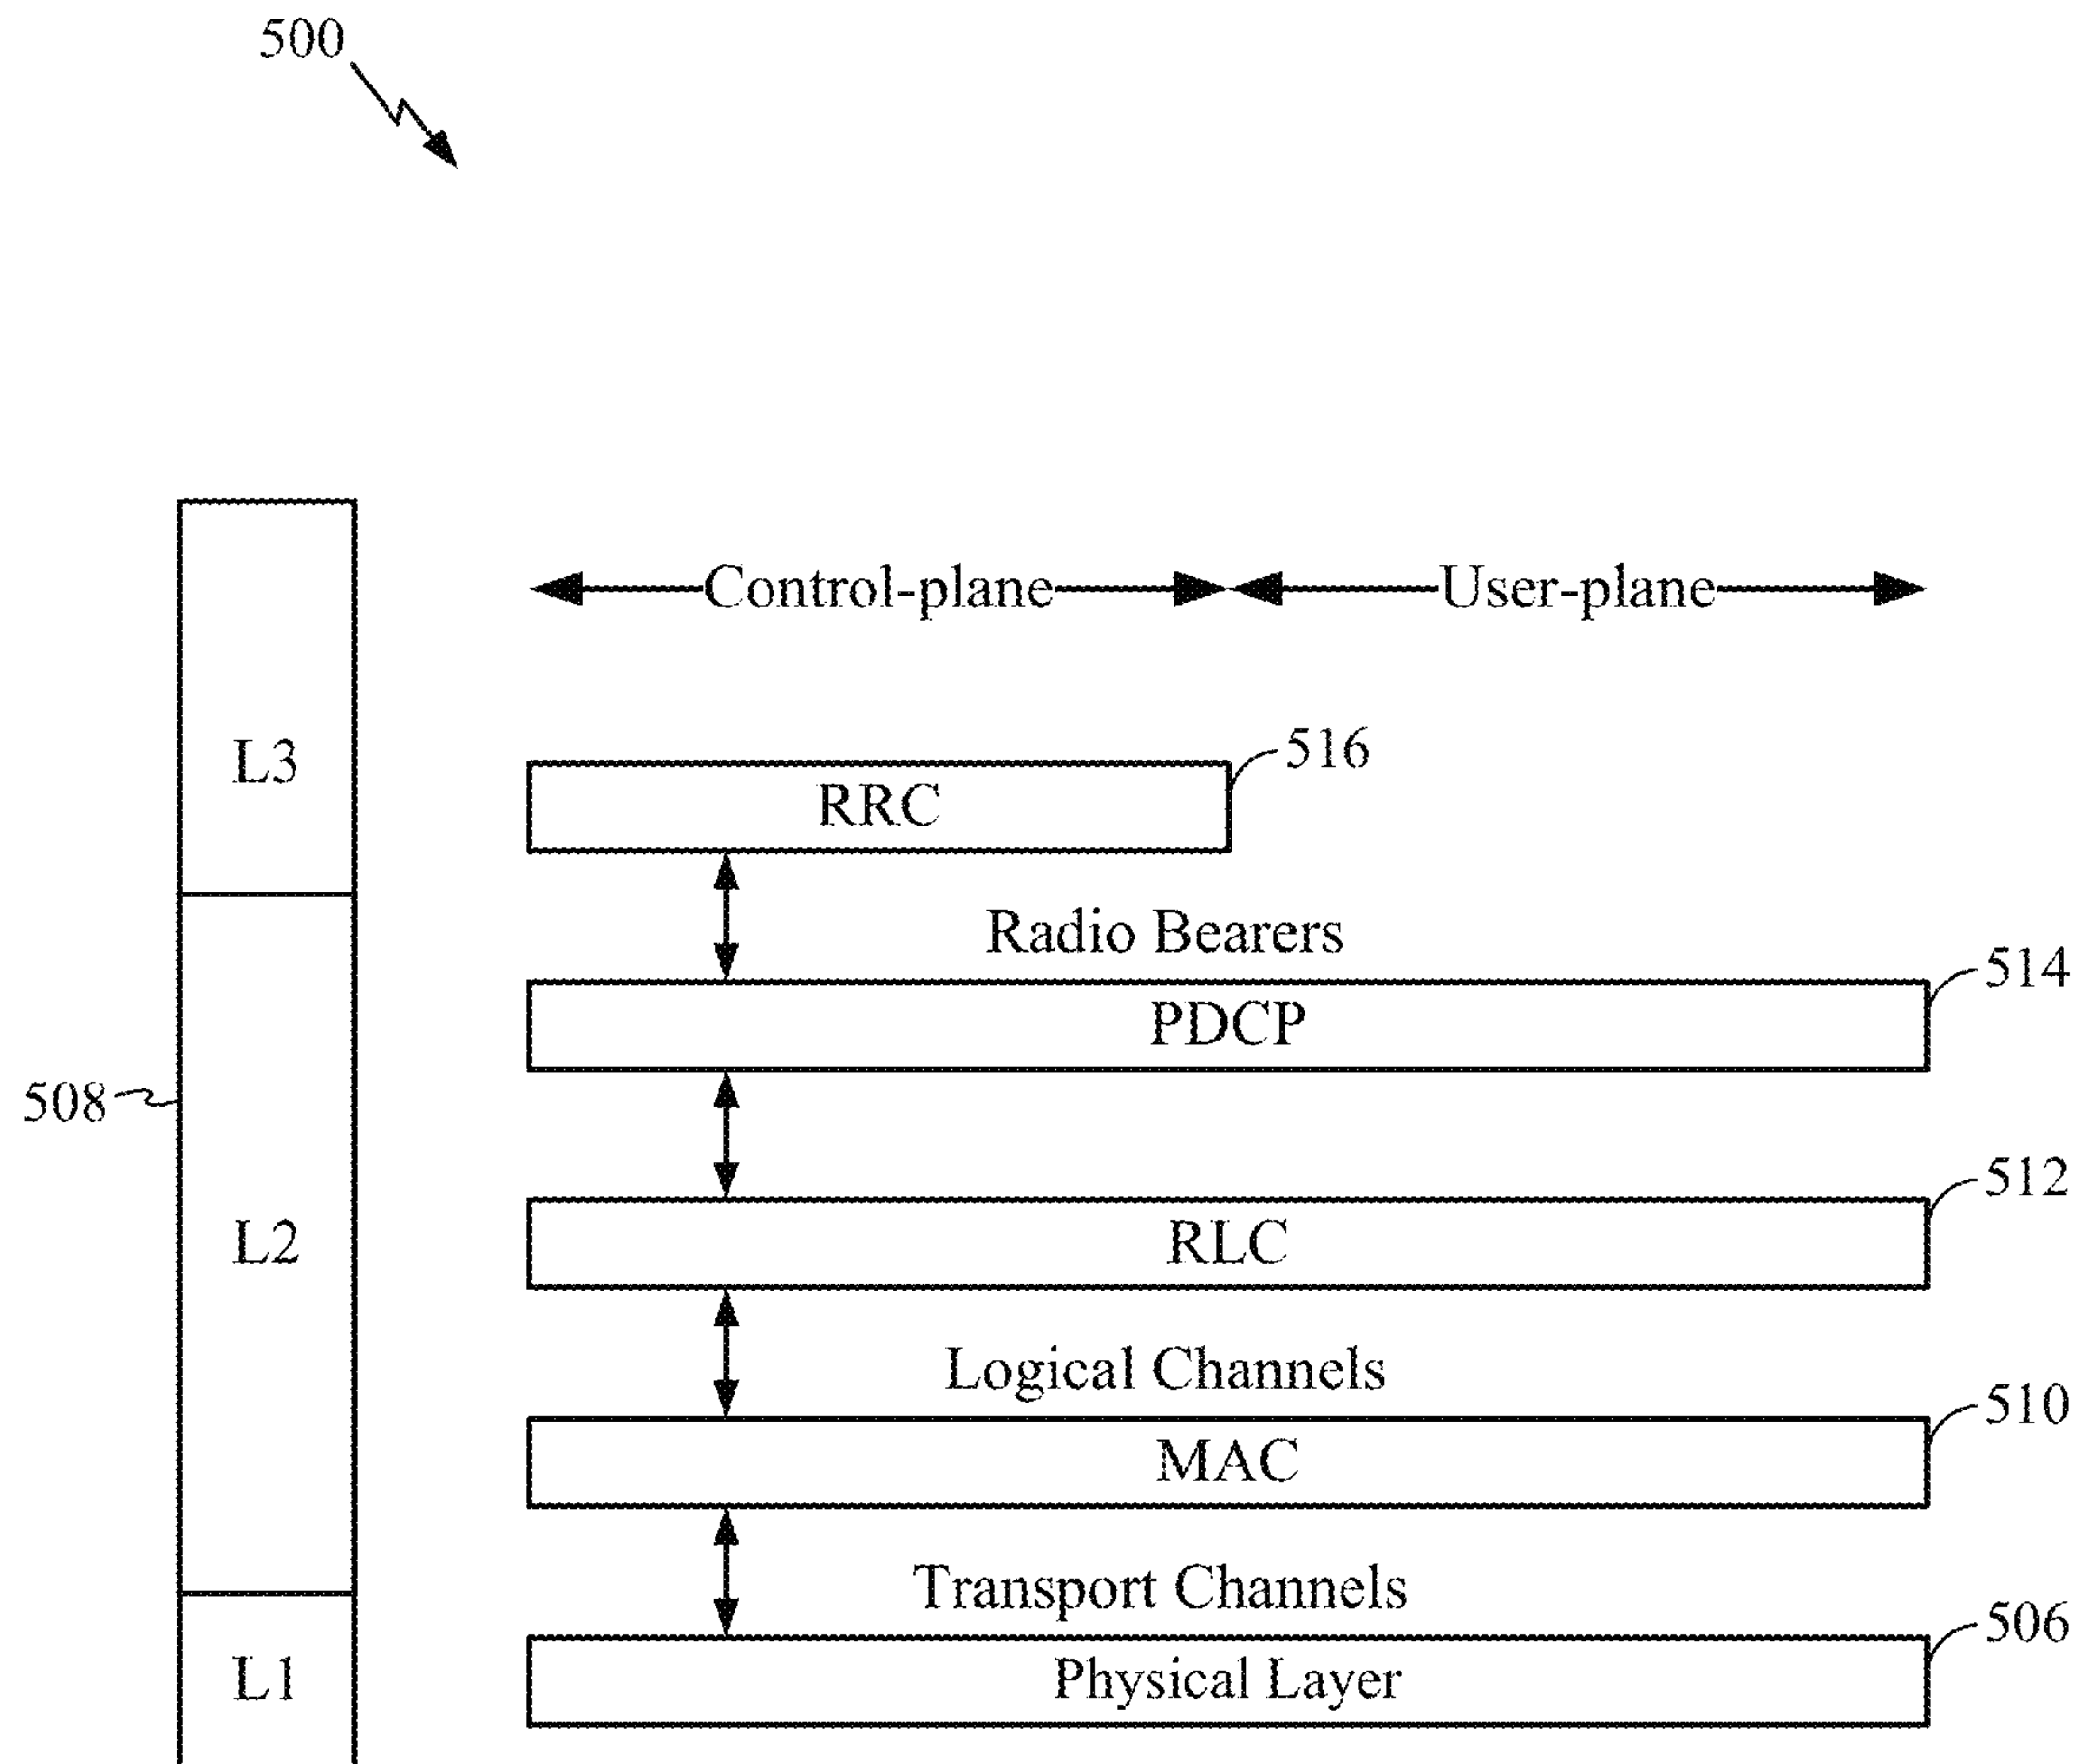 500
Control-plane User-plane
L3
516
RRC
Radio Bearers
514
PDCP
508
512
L2
RLC
Logical Channels
510
MAC
Transport Channels
506
L1
Physical Layer